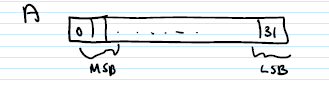 A
0 . . . . . . . 31
MSB LSB